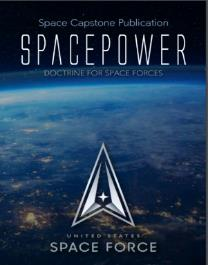 Space Capstone Publication
SPACEPOWER
DOCTRINE FOR SPACE FORCES
UNITED STATES
SPACE FORCE